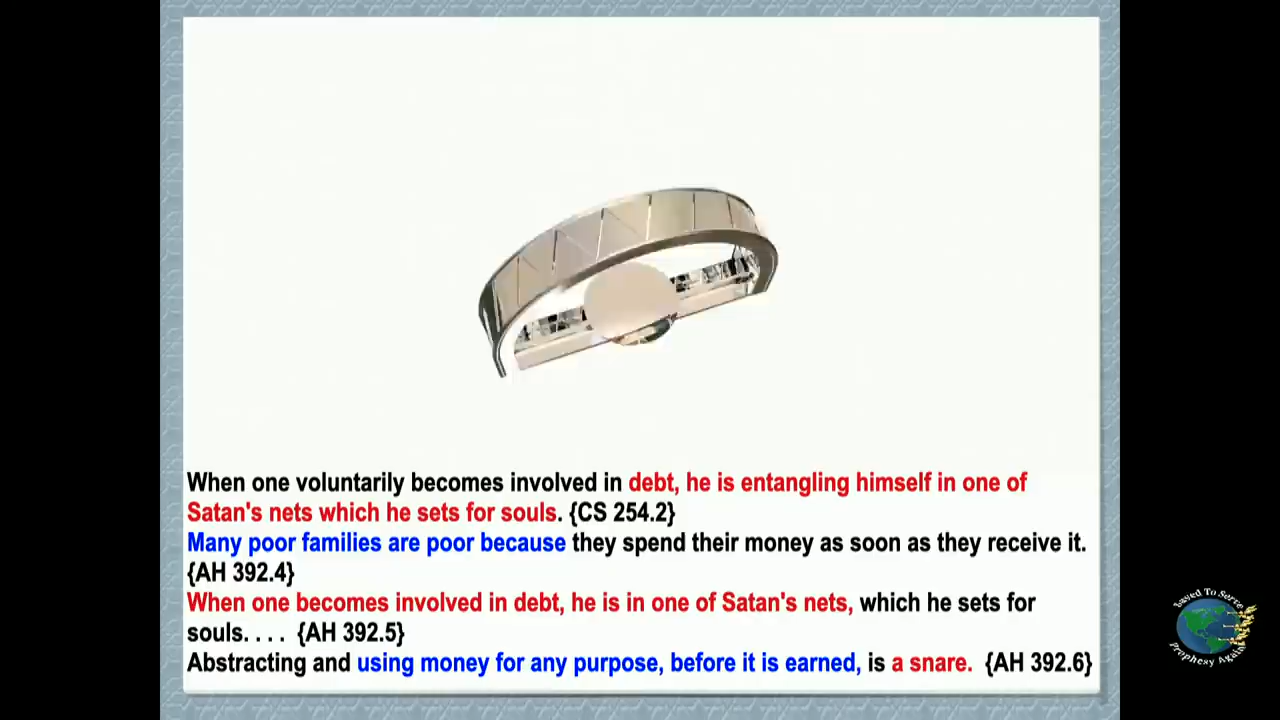 When one voluntarily becomes involved in debt, he is entangling himself in one of
Satan's nets which he sets for souls. {CS 254.2}
Many poor families are poor because they spend their money as soon as they receive it.
{AH 392.4}
When one becomes involved in debt, he is in one of Satan's nets, which he sets for
souls. . . . {AH 392.5}
Abstracting and using money for any purpose, before it is earned, is a snare. {AH 392.6}
To Serve
Prophesy Again